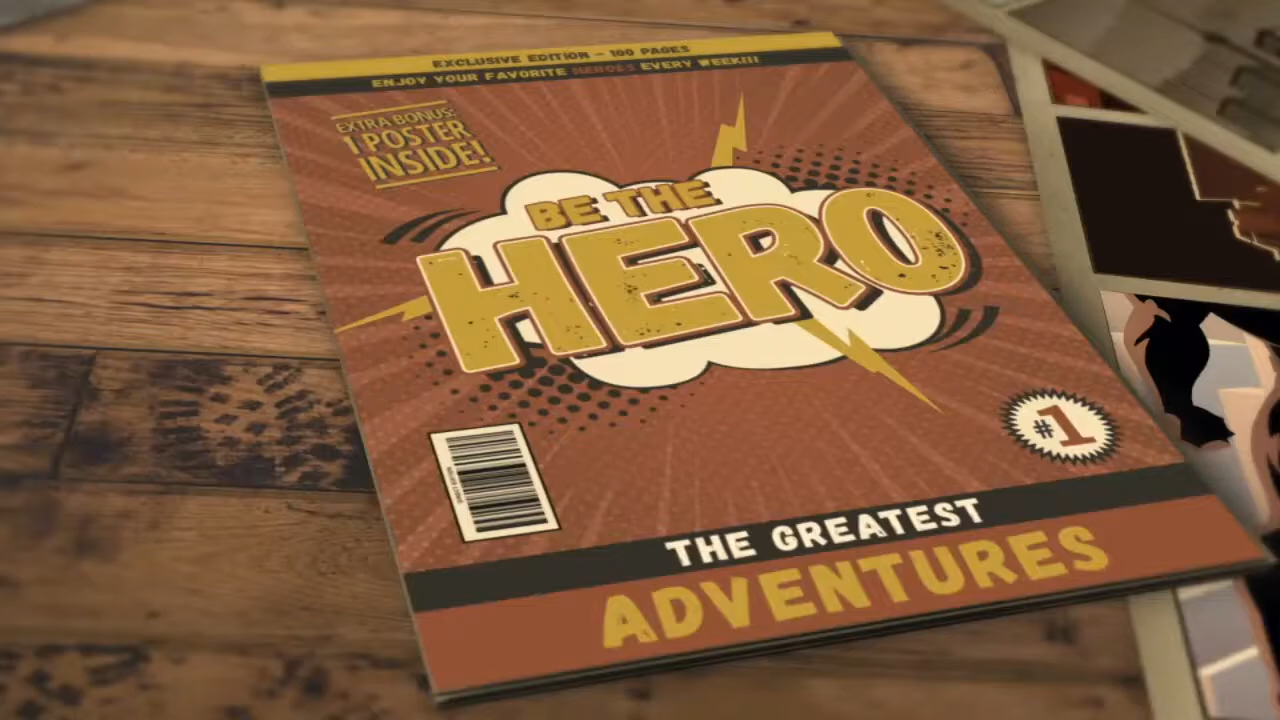 EXCLUSIVE EDITION – 100 PAGES
ENJOY YOUR FAVORITE HEROES EVERY WEEK!!!
EXTRA BONUS:
1 POSTER
INSIDE!
BE THE
HERO
#1
THE GREATEST
ADVENTURES